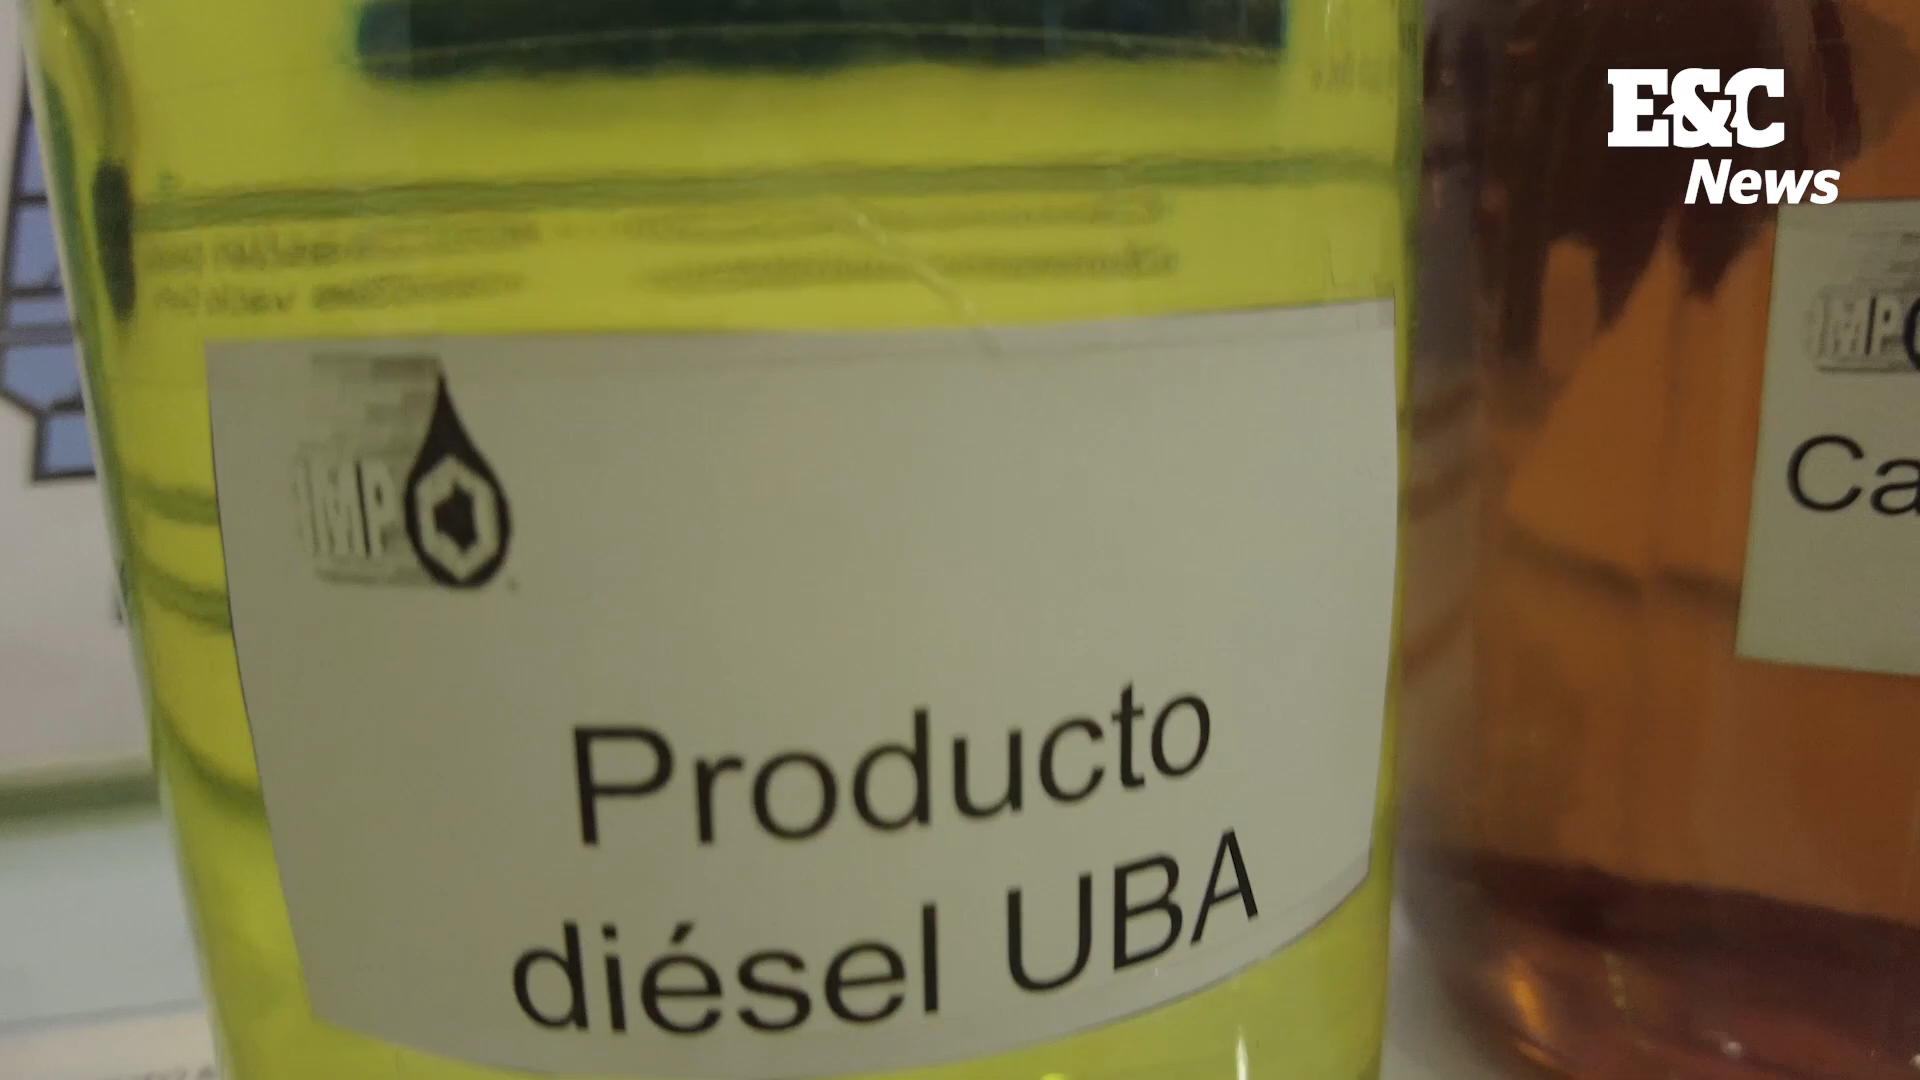 E&C
News
IMP
IMP
Ca
Producto
diésel UBA